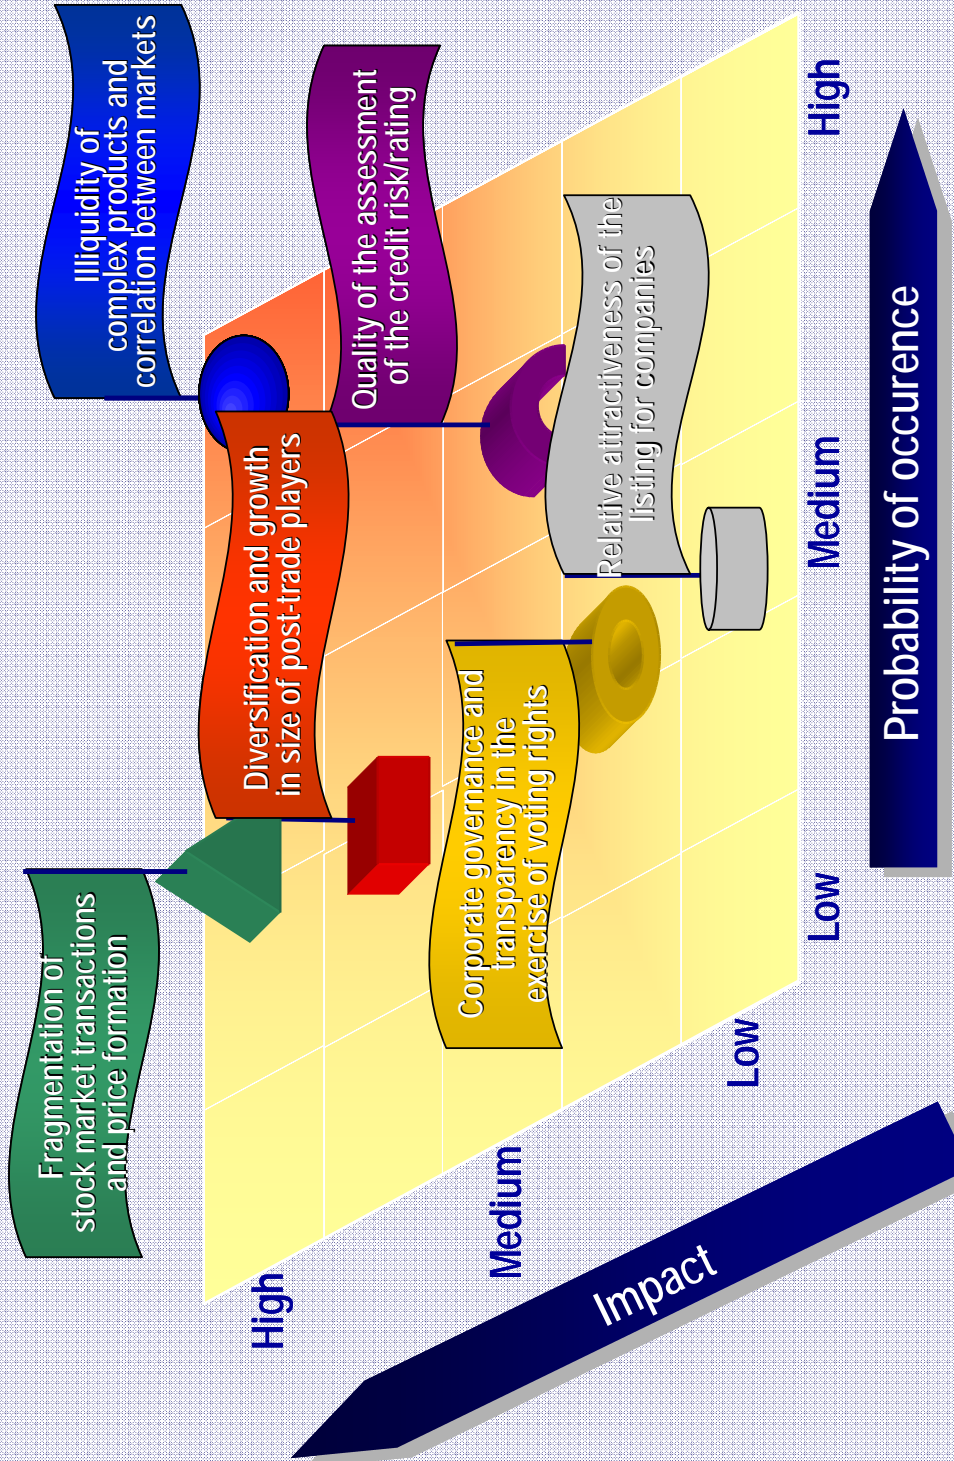 Fragmentation of
stock market transactions
and price formation
Illiquidity of
complex products and
correlation between markets
Diversification and growth
in size of post-trade players
Quality of the assessment
of the credit risk/rating
Corporate governance and
transparency in the
exercise of voting rights
Relative attractiveness of the
listing for companies
High
Medium
Low
Impact
Low
Medium
High
Probability of occurence